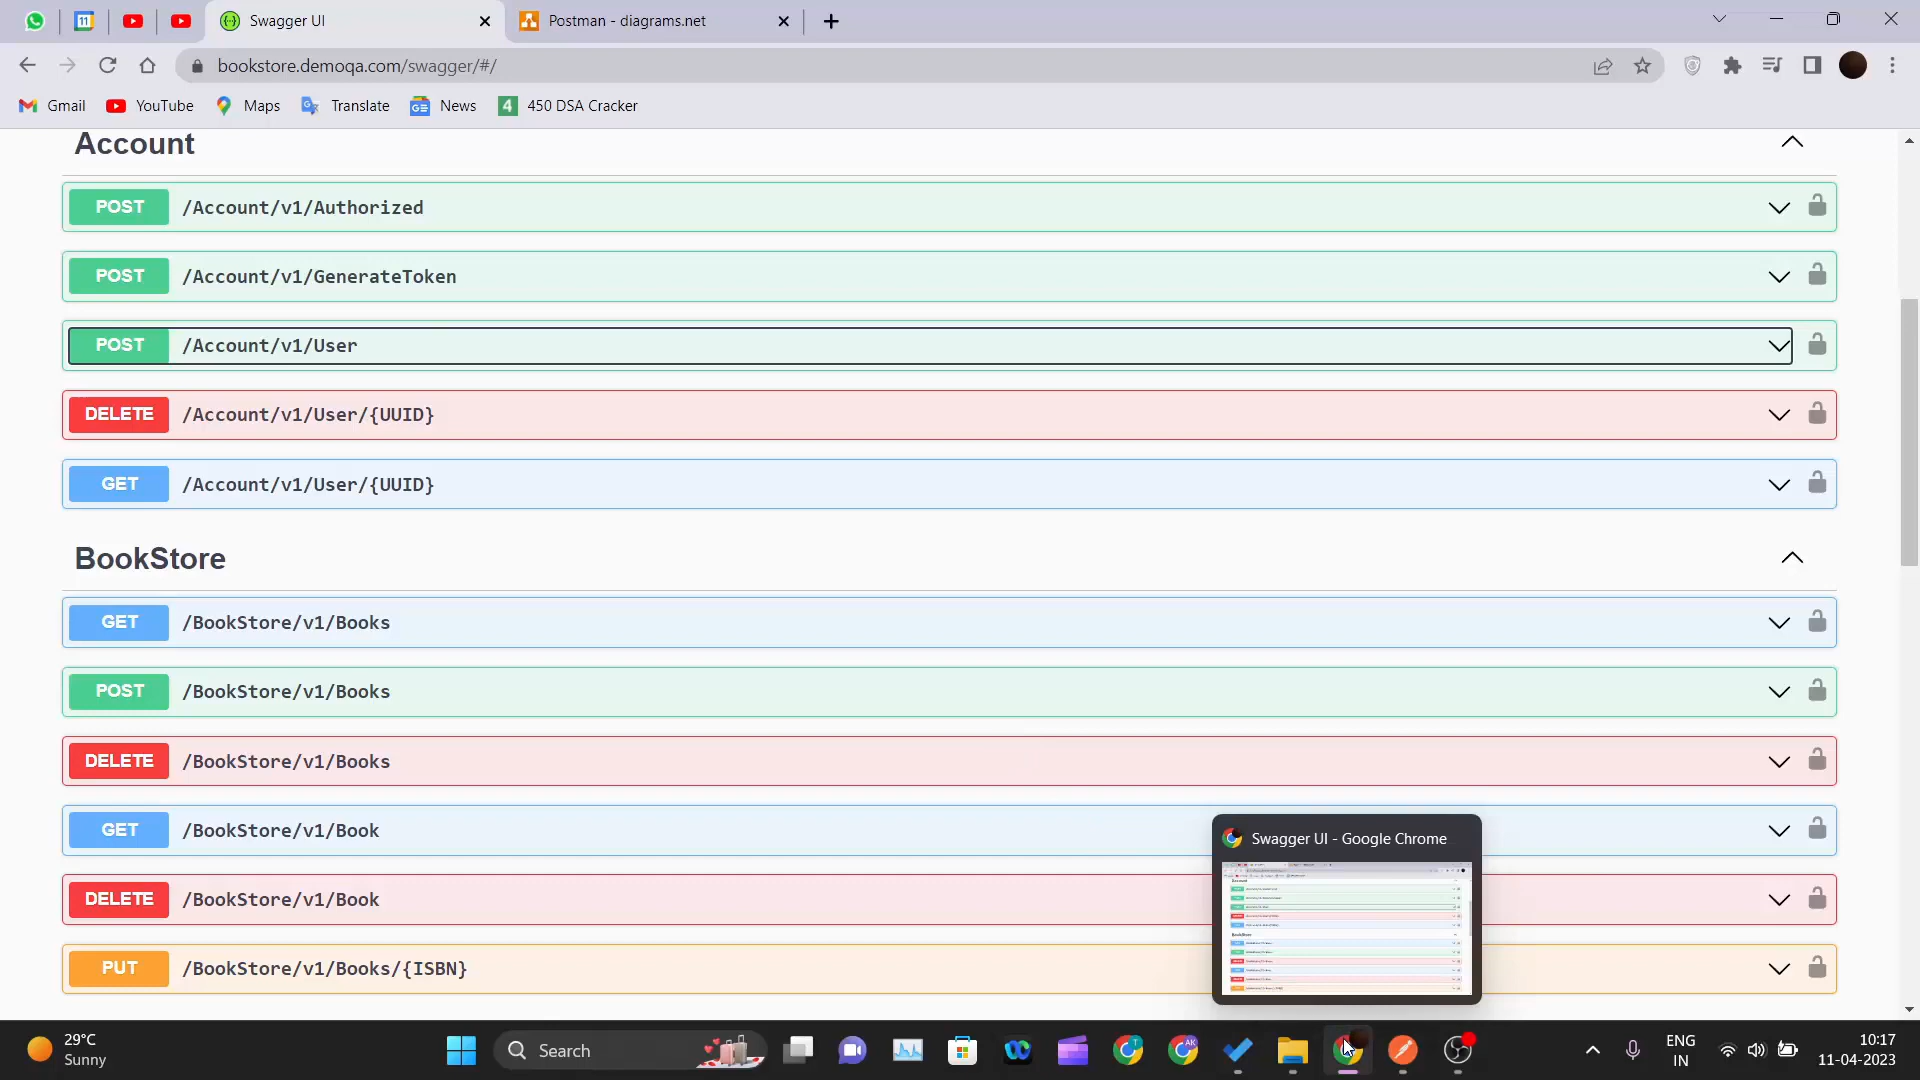 11
Swagger UI
Postman - diagrams.net
bookstore.demoqa.com/swagger/#/
Gmail
YouTube
Maps
Translate
News
4
450 DSA Cracker
Account
POST /Account/v1/Authorized
POST /Account/v1/GenerateToken
POST /Account/v1/User
DELETE /Account/v1/User/{UUID}
GET /Account/v1/User/{UUID}
BookStore
GET /BookStore/v1/Books
POST /BookStore/v1/Books
DELETE /BookStore/v1/Books
GET /BookStore/v1/Book
DELETE /BookStore/v1/Book
PUT /BookStore/v1/Books/{ISBN}
Swagger UI - Google Chrome
29°C
Sunny
Search
T
AK
ENG
IN
10:17
11-04-2023